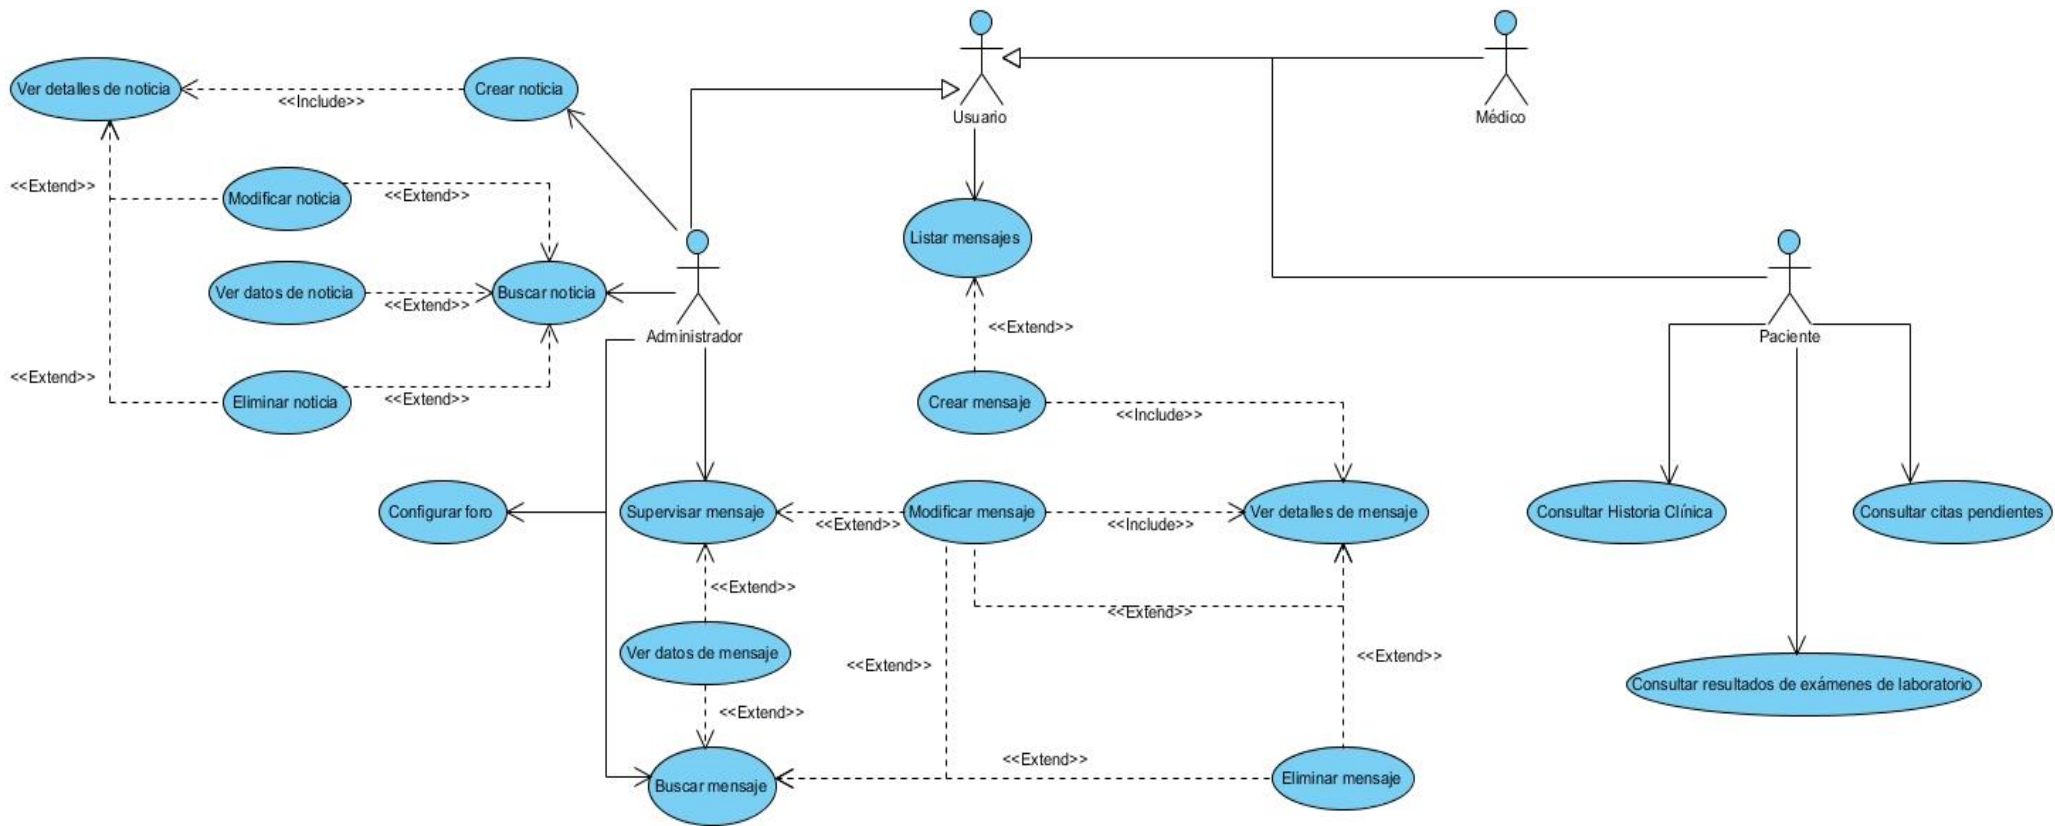 Usuario
Médico
Ver detalles de noticia
<<Include>>
Crear noticia
<<Extend>>
Modificar noticia
<<Extend>>
Listar mensajes
Ver datos de noticia
<<Extend>>
Buscar noticia
Administrador
<<Extend>>
Paciente
<<Extend>>
Eliminar noticia
<<Extend>>
Crear mensaje
<<Include>>
Configurar foro
Supervisar mensaje
<<Extend>>
Modificar mensaje
<<Include>>
Ver detalles de mensaje
Consultar Historia Clínica
Consultar citas pendientes
<<Extend>>
<<Extend>>
Ver datos de mensaje
<<Extend>>
<<Extend>>
Consultar resultados de exámenes de laboratorio
<<Extend>>
<<Extend>>
Buscar mensaje
Eliminar mensaje